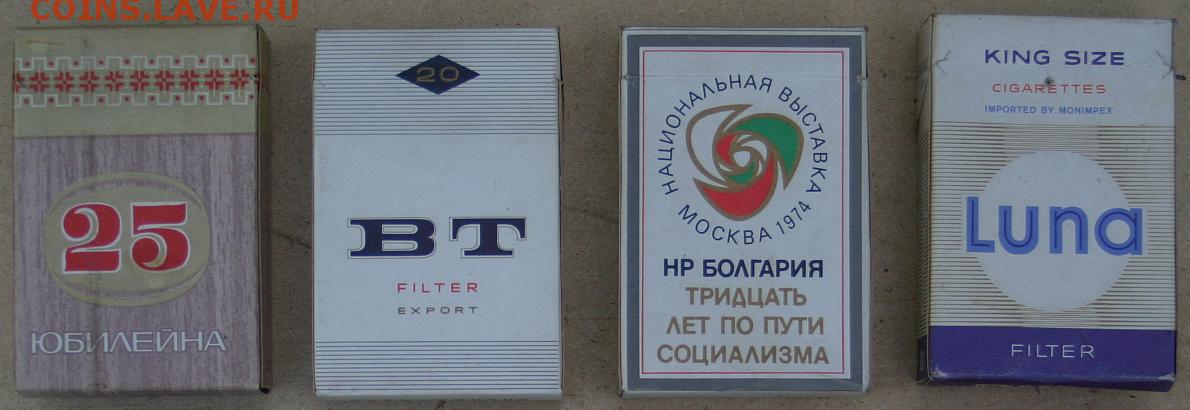 COINS.LAVE.RU
25
ЮБИЛЕЙНА
20
BT
FILTER
EXPORT
НАЦИОНАЛЬНАЯ ВЫСТАВКА
МОСКВА 1974
НР БОЛГАРИЯ
ТРИДЦАТЬ
ЛЕТ ПО ПУТИ
СОЦИАЛИЗМА
KING SIZE
CIGARETTES
IMPORTED BY MONIMPEX
Luna
FILTER